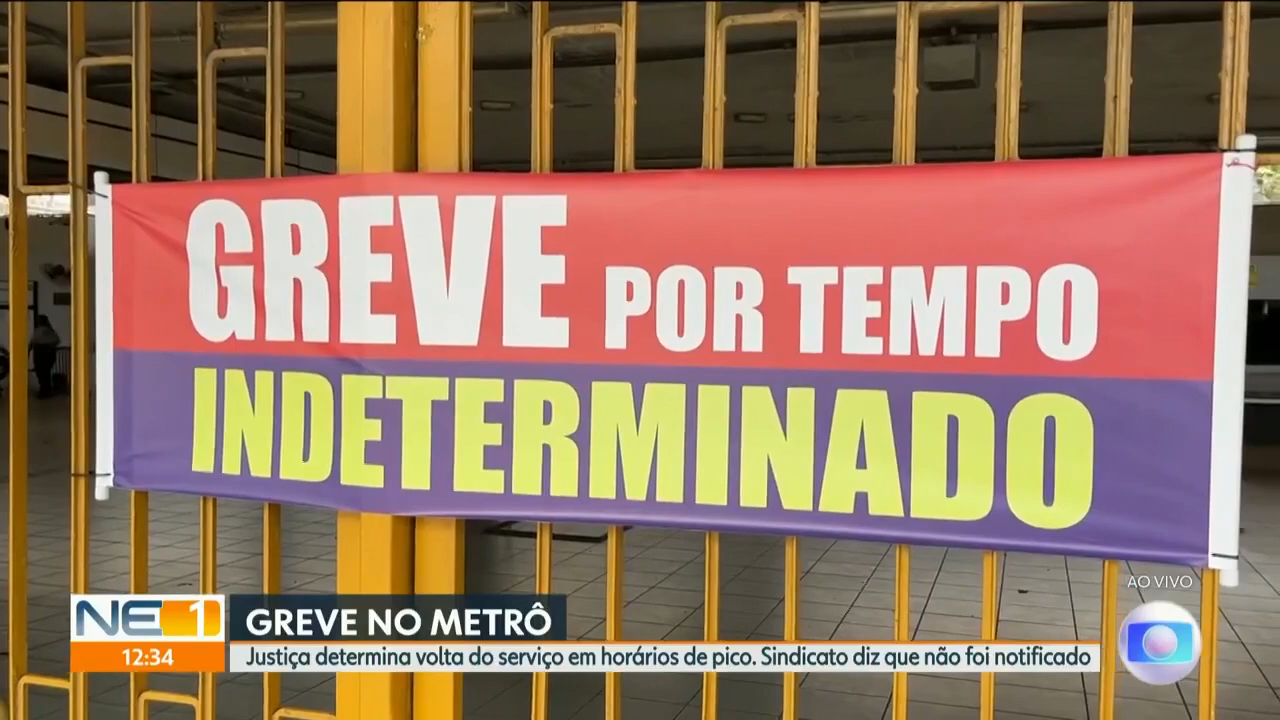 GREVE POR TEMPO
INDETERMINADO
AO VIVO
NE1
GREVE NO METRÔ
12:34
Justiça determina volta do serviço em horários de pico. Sindicato diz que não foi notificado